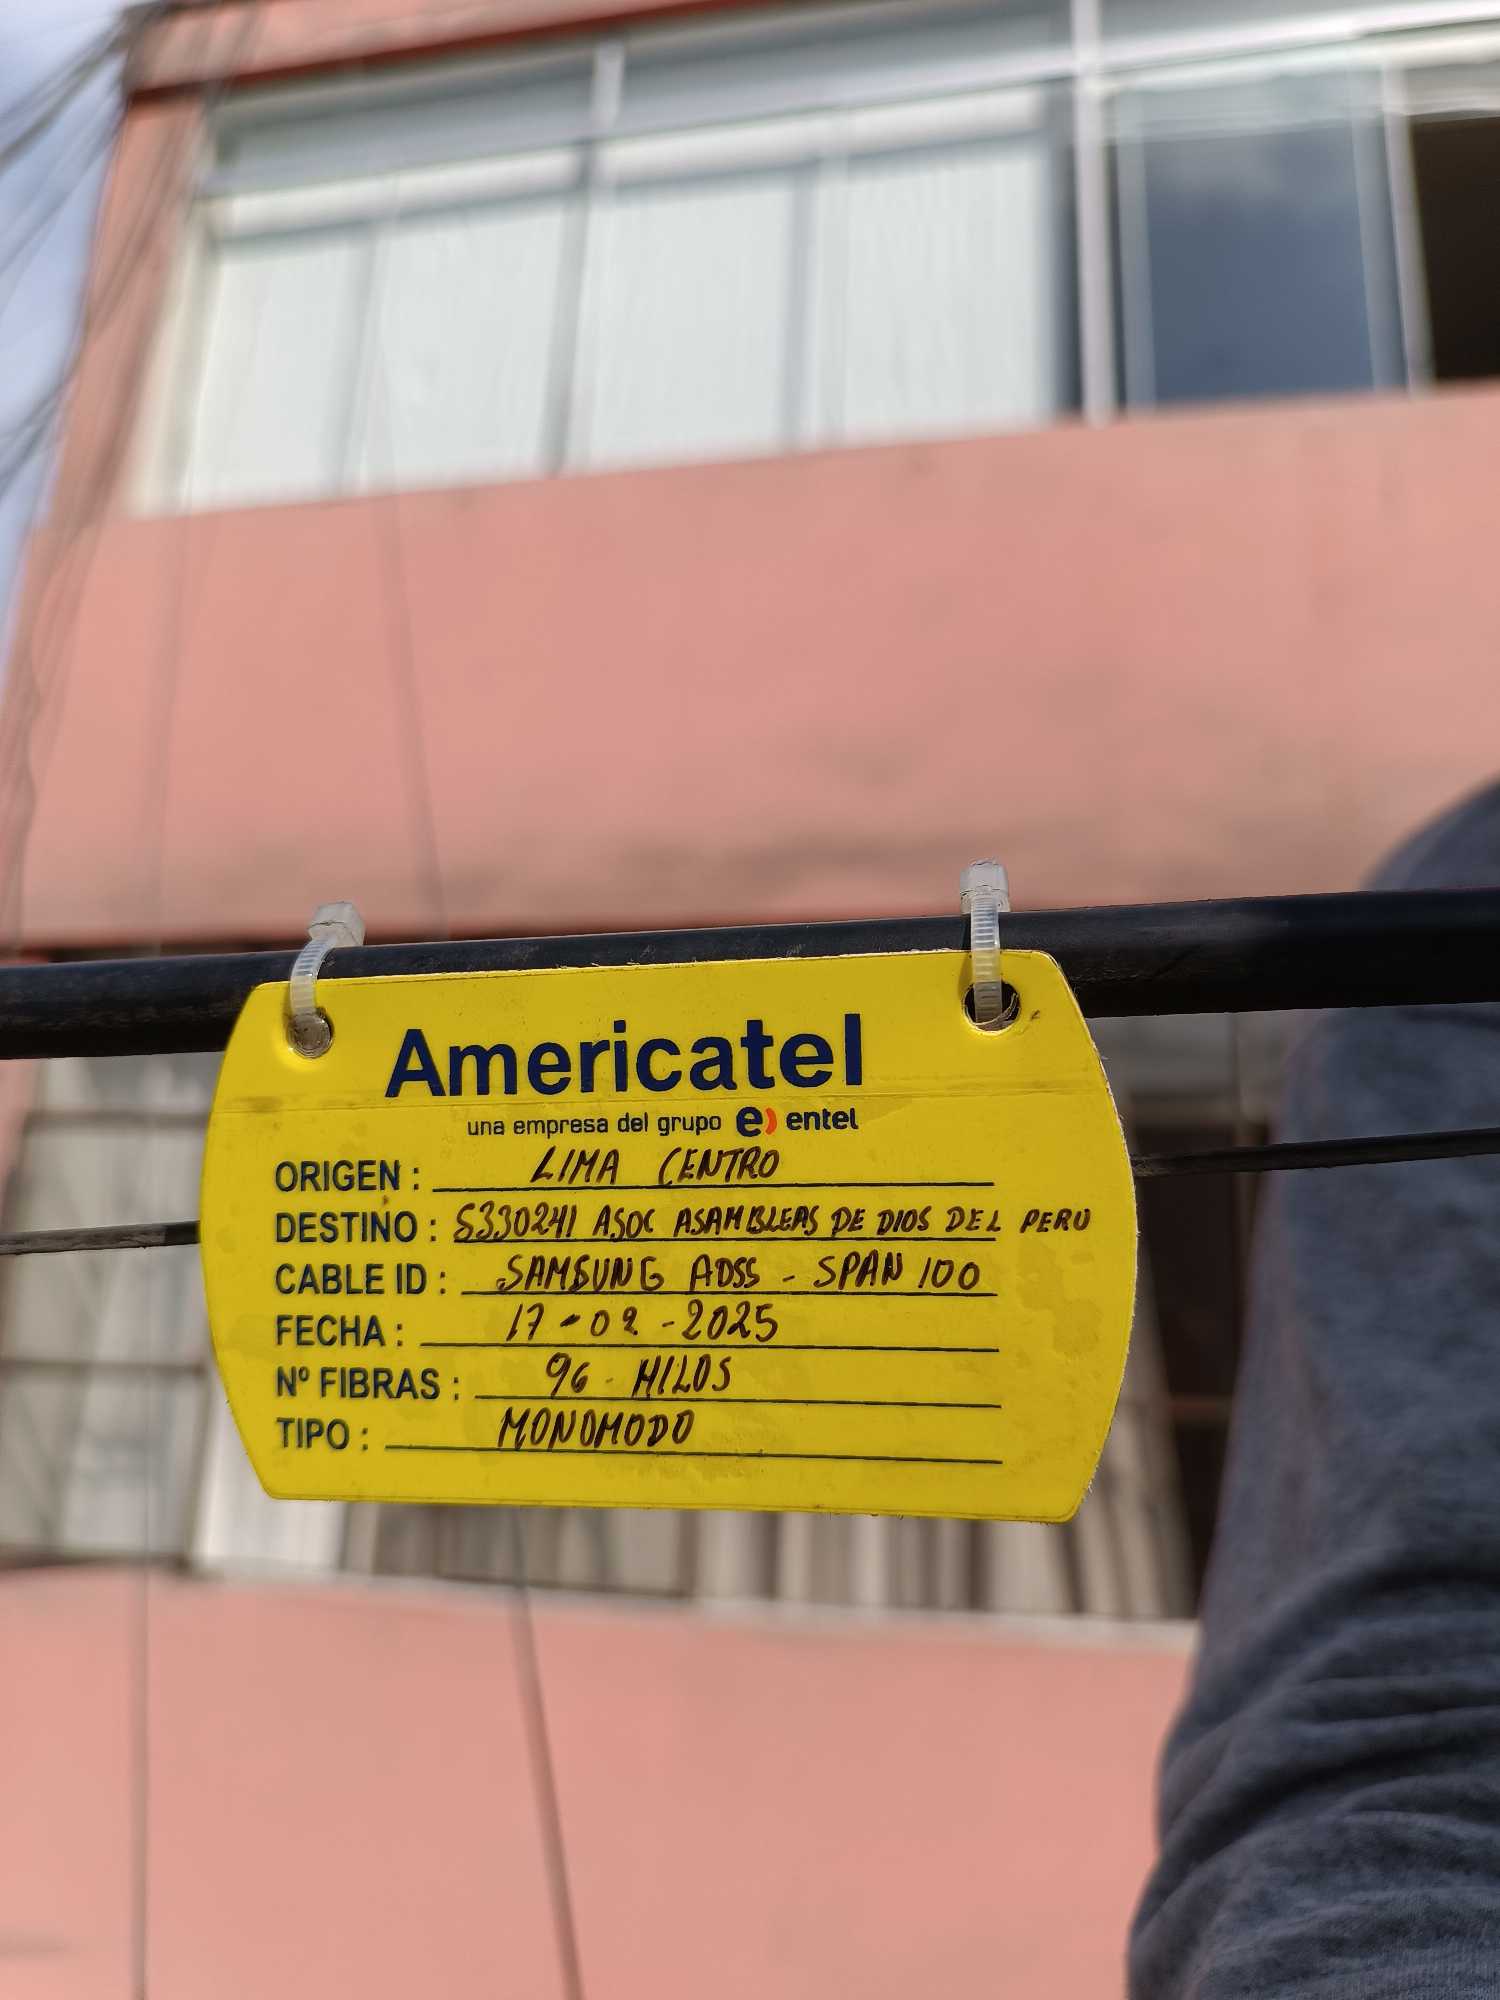 Americatel
una empresa del grupo e) entel
ORIGEN : LIMA CENTRO
DESTINO : S330241 ASOC ASAMBLEAS DE DIOS DEL PERU
CABLE ID : SAMSUNG ADSS - SPAN 100
FECHA : 17-02-2025
Nº FIBRAS : 96 HILOS
TIPO : MONOMODO